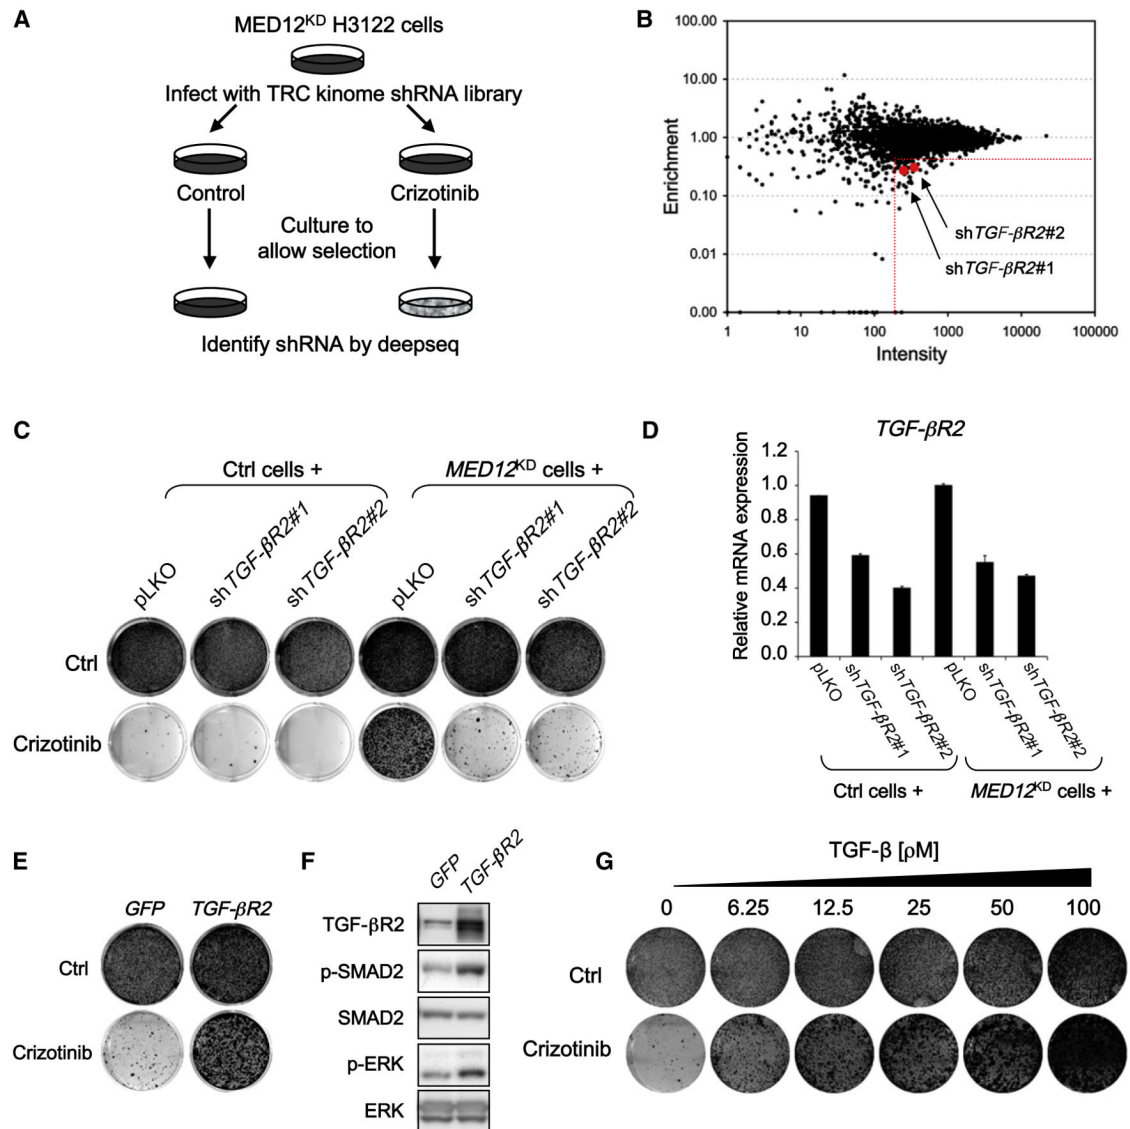 A
MED12KD H3122 cells
Infect with TRC kinome shRNA library
Control
Crizotinib
Culture to
allow selection
Identify shRNA by deepseq
B
Enrichment
100.00
10.00
1.00
0.10
0.01
0.00
1
10
100
1000
10000
100000
Intensity
shTGF-βR2#2
shTGF-βR2#1
C
Ctrl cells +
MED12KD cells +
pLKO
shTGF-βR2#1
shTGF-βR2#2
pLKO
shTGF-βR2#1
shTGF-βR2#2
Ctrl
Crizotinib
D
TGF-βR2
Relative mRNA expression
1.2
1.0
0.8
0.6
0.4
0.2
0.0
pLKO
shTGF-βR2#1
shTGF-βR2#2
pLKO
shTGF-βR2#1
shTGF-βR2#2
Ctrl cells +
MED12KD cells +
E
GFP
TGF-βR2
Ctrl
Crizotinib
F
GFP
TGF-βR2
TGF-βR2
p-SMAD2
SMAD2
p-ERK
ERK
G
TGF-β [ρM]
0
6.25
12.5
25
50
100
Ctrl
Crizotinib